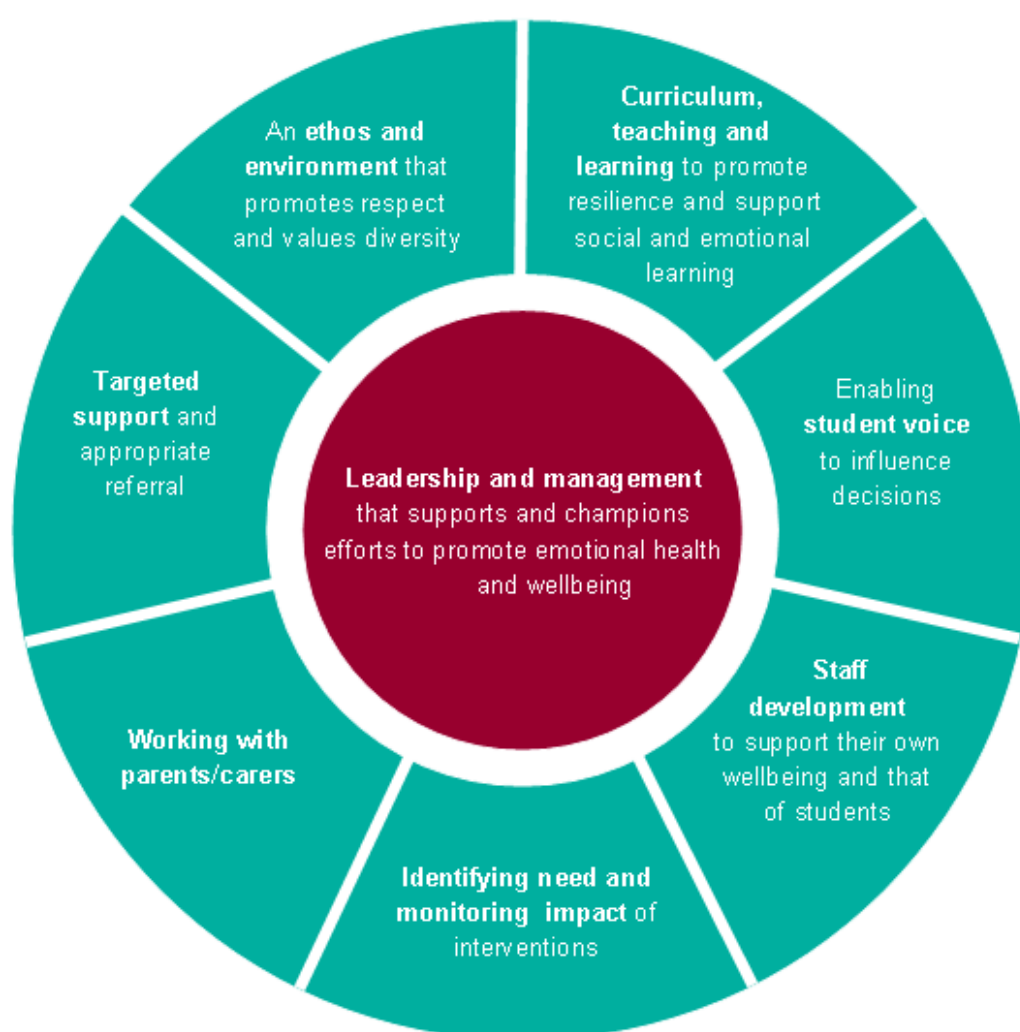 An ethos and
environment that
promotes respect
and values diversity
Curriculum,
teaching and
learning to promote
resilience and support
social and emotional
learning
Enabling
student voice
to influence
decisions
Staff
development
to support their own
wellbeing and that
of students
Identifying need and
monitoring impact of
interventions
Working with
parents/carers
Targeted
support and
appropriate
referral
Leadership and management
that supports and champions
efforts to promote emotional health
and wellbeing